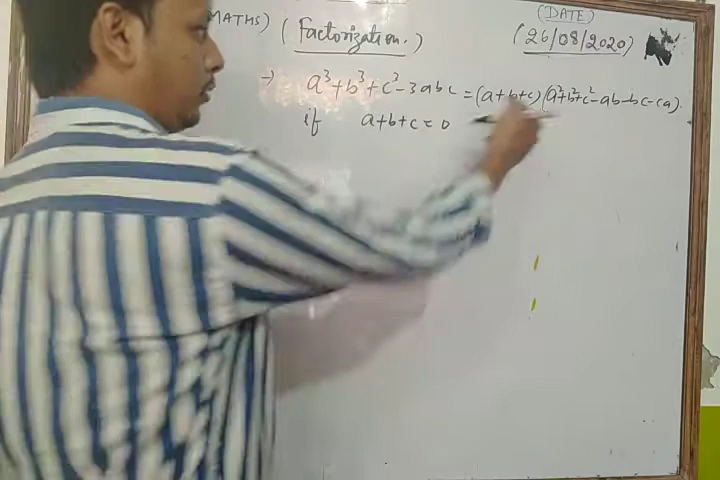 MATHS) (Factorization.) (DATE)
(26/08/2020)
→ a³+b³+c³-3abc = (a+b+c)(a²+b²+c²-ab-bc-ca).
if a+b+c=0